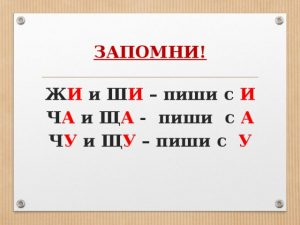 ЗАПОМНИ!
ЖИ и ШИ – пиши с И
ЧА и ЩА - пиши с А
ЧУ и ЩУ – пиши с У